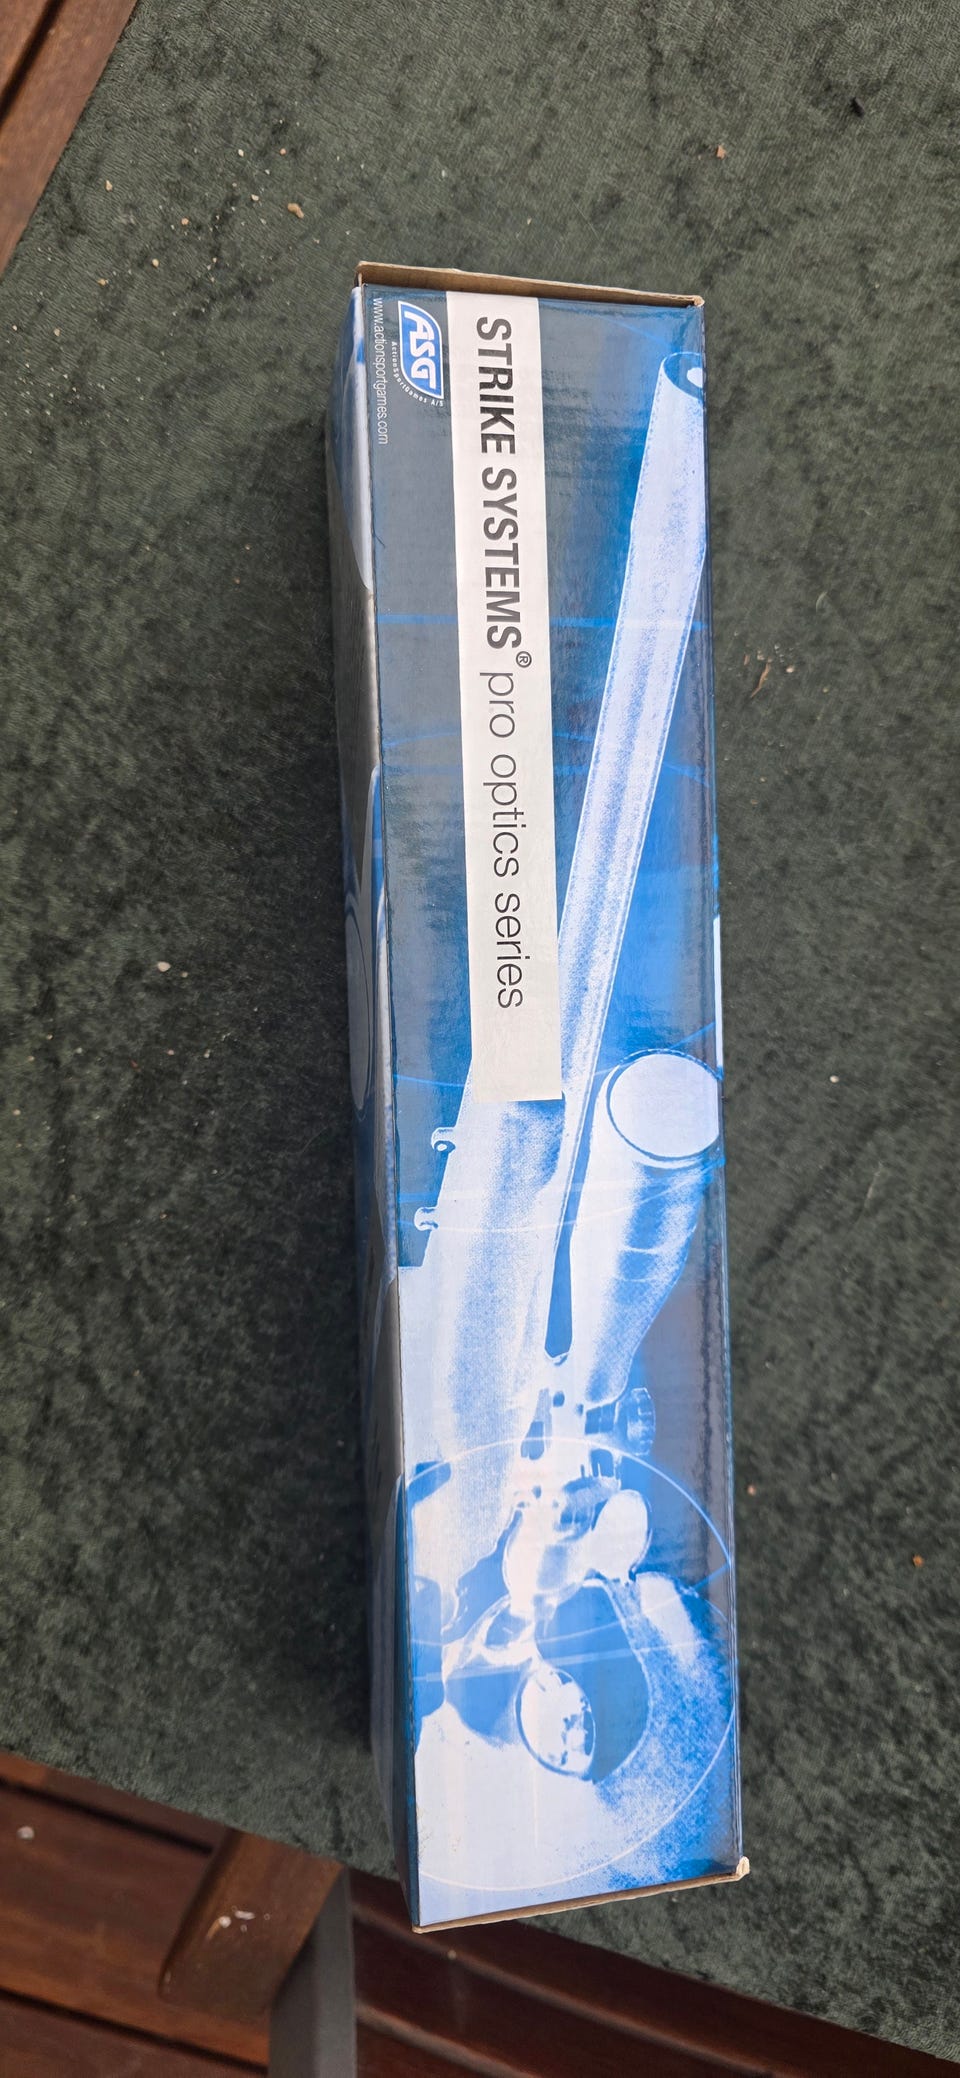 STRIKE SYSTEMS® pro optics series
ASG
ActionSportGames A/S
www.actionsportgames.com